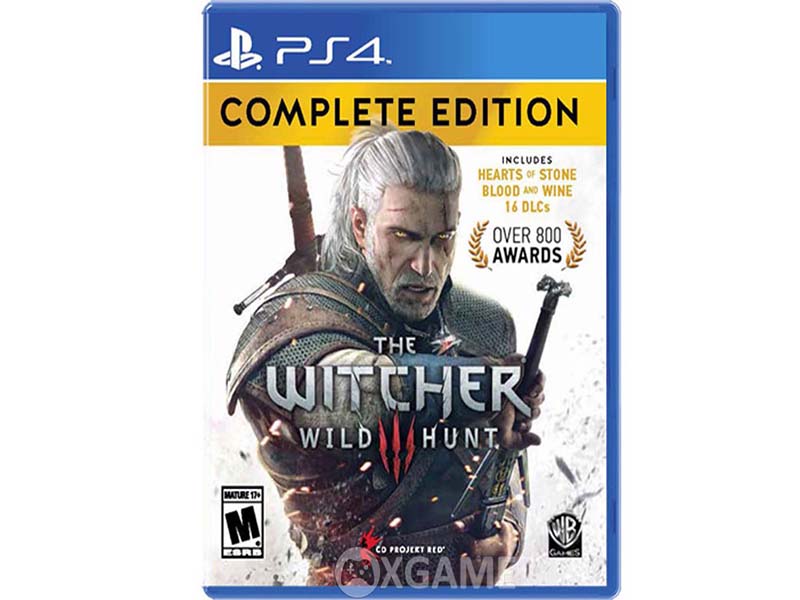 PS4
COMPLETE EDITION
INCLUDES
HEARTS OF STONE
BLOOD AND WINE
16 DLCs
OVER 800
AWARDS
THE
WITCHER
WILD III HUNT
MATURE 17+
M
ESRB
CD PROJEKT RED
WB
GAMES
XGAME